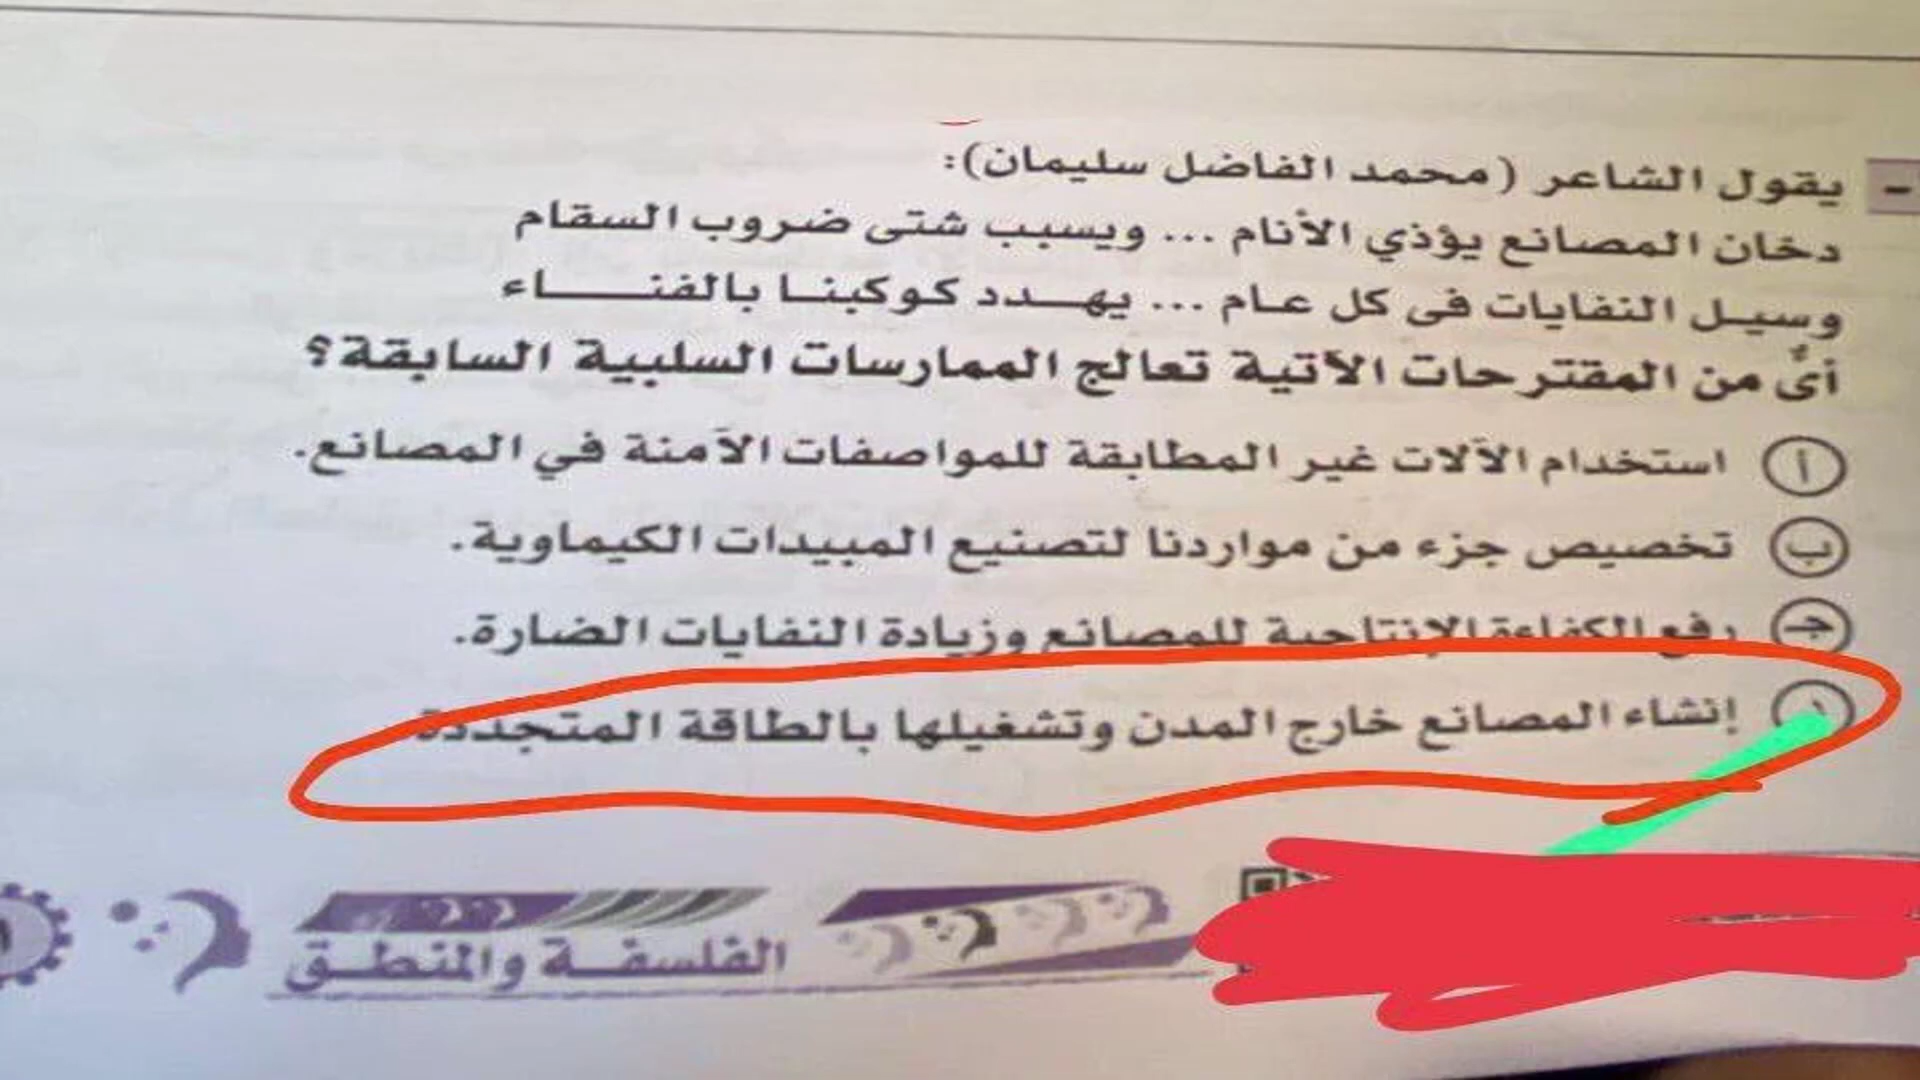 - يقول الشاعر (محمد الفاضل سليمان):
دخان المصانع يؤذي الأنام ... ويسبب شتى ضروب السقام
وسيل النفايات فى كل عام ... يهدد كوكبنا بالفناء
أىٌّ من المقترحات الآتية تعالج الممارسات السلبية السابقة؟
أ استخدام الآلات غير المطابقة للمواصفات الآمنة في المصانع.
ب تخصيص جزء من مواردنا لتصنيع المبيدات الكيماوية.
ج رفع الكفاءة الإنتاجية للمصانع وزيادة النفايات الضارة.
د إنشاء المصانع خارج المدن وتشغيلها بالطاقة المتجددة
الفلسفة والمنطق